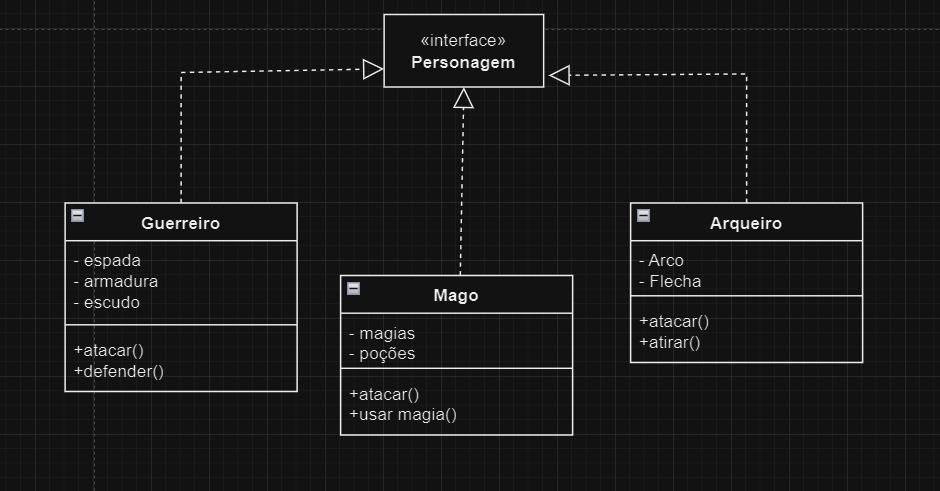 «interface»
Personagem
Guerreiro
- espada
- armadura
- escudo
+atacar()
+defender()
Mago
- magias
- poções
+atacar()
+usar magia()
Arqueiro
- Arco
- Flecha
+atacar()
+atirar()